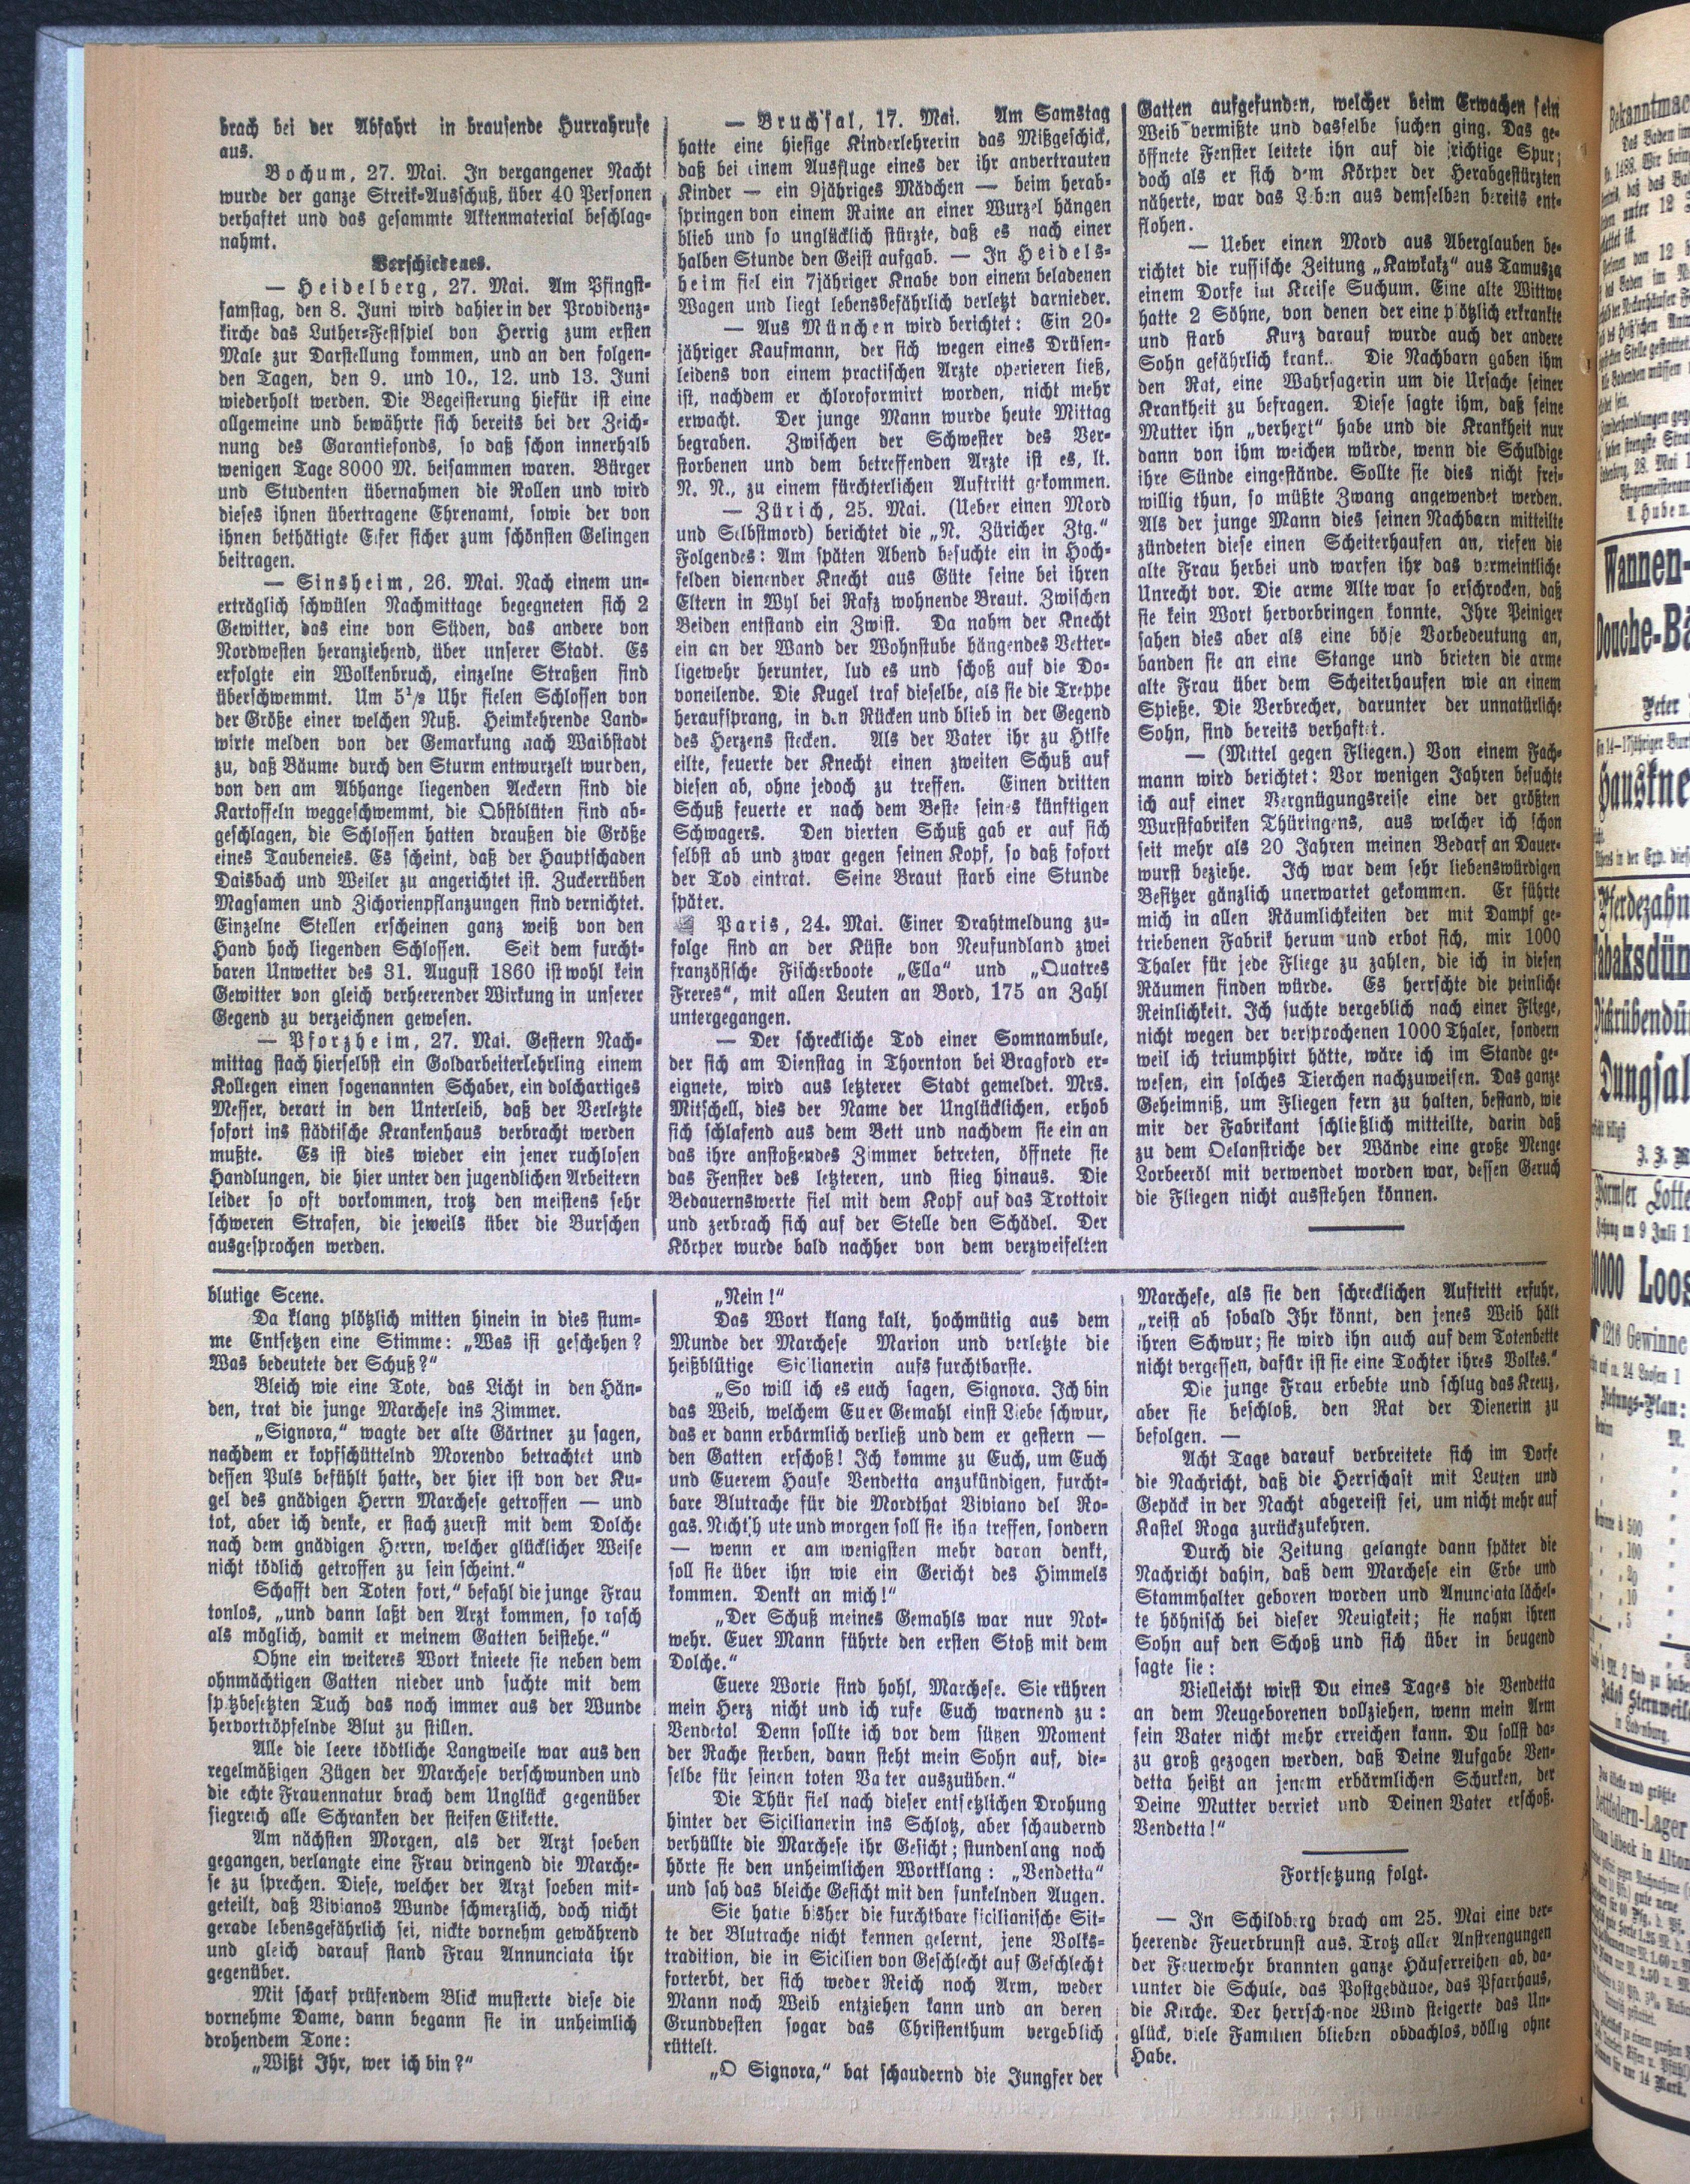 brach bei der Abfahrt in brausende Hurrahrufe
aus.
Bochum, 27. Mai. In vergangener Nacht
wurde der ganze Streik-Ausschuß, über 40 Personen
verhaftet und das gesammte Aktenmaterial beschlag-
nahmt.
Verschiedenes.
— Heidelberg, 27. Mai. Am Pfingst-
samstag, den 8. Juni wird dahier in der Providenz-
kirche das Luther-Festspiel von Herrig zum ersten
Male zur Darstellung kommen, und an den folgen-
den Tagen, den 9. und 10., 12. und 13. Juni
wiederholt werden. Die Begeisterung hiefür ist eine
allgemeine und bewährte sich bereits bei der Zeich-
nung des Garantiefonds, so daß schon innerhalb
wenigen Tage 8000 M. beisammen waren. Bürger
und Studenten übernahmen die Rollen und wird
dieses ihnen übertragene Ehrenamt, sowie der von
ihnen bethätigte Eifer sicher zum schönsten Gelingen
beitragen.
— Sinsheim, 26. Mai. Nach einem un-
erträglich schwülen Nachmittage begegneten sich 2
Gewitter, das eine von Süden, das andere von
Nordwesten heranziehend, über unserer Stadt. Es
erfolgte ein Wolkenbruch, einzelne Straßen sind
überschwemmt. Um 5½ Uhr fielen Schlossen von
der Größe einer welchen Nuß. Heimkehrende Land-
wirte melden von der Gemarkung nach Waibstadt
zu, daß Bäume durch den Sturm entwurzelt wurden,
von den am Abhange liegenden Aeckern sind die
Kartoffeln weggeschwemmt, die Obstblüten sind ab-
geschlagen, die Schlossen hatten draußen die Größe
eines Taubeneies. Es scheint, daß der Hauptschaden
Daisbach und Weiler zu angerichtet ist. Zuckerrüben
Magsamen und Zichorienpflanzungen sind vernichtet.
Einzelne Stellen erscheinen ganz weiß von den
Hand hoch liegenden Schlossen. Seit dem furcht-
baren Unwetter des 31. August 1860 ist wohl kein
Gewitter von gleich verheerender Wirkung in unserer
Gegend zu verzeichnen gewesen.
— Pforzheim, 27. Mai. Gestern Nach-
mittag stach hierselbst ein Goldarbeiterlehrling einem
Kollegen einen sogenannten Schaber, ein dolchartiges
Messer, derart in den Unterleib, daß der Verletzte
sofort ins städtische Krankenhaus verbracht werden
mußte. Es ist dies wieder ein jener ruchlosen
Handlungen, die hier unter den jugendlichen Arbeitern
leider so oft vorkommen, trotz den meistens sehr
schweren Strafen, die jeweils über die Burschen
ausgesprochen werden.
— Bruchsal, 17. Mai. Am Samstag
hatte eine hiesige Kinderlehrerin das Mißgeschick,
daß bei einem Ausfluge eines der ihr anvertrauten
Kinder — ein 9jähriges Mädchen — beim herab-
springen von einem Raine an einer Wurzel hängen
blieb und so unglücklich stürzte, daß es nach einer
halben Stunde den Geist aufgab. — In Heidels-
heim fiel ein 7jähriger Knabe von einem beladenen
Wagen und liegt lebensbefährlich verletzt darnieder.
— Aus München wird berichtet: Ein 20-
jähriger Kaufmann, der sich wegen eines Drüsen-
leidens von einem practischen Arzte operieren ließ,
ist, nachdem er chloroformirt worden, nicht mehr
erwacht. Der junge Mann wurde heute Mittag
begraben. Zwischen der Schwester des Ver-
storbenen und dem betreffenden Arzte ist es, lt.
N. N., zu einem fürchterlichen Auftritt gekommen.
— Zürich, 25. Mai. (Ueber einen Mord
und Selbstmord) berichtet die „N. Züricher Ztg.“
Folgendes: Am späten Abend besuchte ein in Hoch-
felden dienender Knecht aus Güte seine bei ihren
Eltern in Wyl bei Rafz wohnende Braut. Zwischen
Beiden entstand ein Zwist. Da nahm der Knecht
ein an der Wand der Wohnstube hängendes Vetter-
ligewehr herunter, lud es und schoß auf die Da-
voneilende. Die Kugel traf dieselbe, als sie die Treppe
heraufsprang, in den Rücken und blieb in der Gegend
des Herzens stecken. Als der Vater ihr zu Hilfe
eilte, feuerte der Knecht einen zweiten Schuß auf
diesen ab, ohne jedoch zu treffen. Einen dritten
Schuß feuerte er nach dem Beste seines künftigen
Schwagers. Den vierten Schuß gab er auf sich
selbst ab und zwar gegen seinen Kopf, so daß sofort
der Tod eintrat. Seine Braut starb eine Stunde
später.
Paris, 24. Mai. Einer Drahtmeldung zu-
folge sind an der Küste von Neufundland zwei
französische Fischerboote „Ella“ und „Quatres
Freres“, mit allen Leuten an Bord, 175 an Zahl
untergegangen.
— Der schreckliche Tod einer Somnambule,
der sich am Dienstag in Thornton bei Bragford er-
eignete, wird aus letzterer Stadt gemeldet. Mrs.
Mitschell, dies der Name der Unglücklichen, erhob
sich schlafend aus dem Bett und nachdem sie ein an
das ihre anstoßendes Zimmer betreten, öffnete sie
das Fenster des letzteren, und stieg hinaus. Die
Bedauernswerte fiel mit dem Kopf auf das Trottoir
und zerbrach sich auf der Stelle den Schädel. Der
Körper wurde bald nachher von dem verzweifelten
Gatten aufgefunden, welcher beim Erwachen sein
Weib vermißte und dasselbe suchen ging. Das ge-
öffnete Fenster leitete ihn auf die richtige Spur;
doch als er sich dem Körper der Herabgestürzten
näherte, war das Leben aus demselben bereits ent-
flohen.
— Ueber einen Mord aus Aberglauben be-
richtet die russische Zeitung „Kawkakz“ aus Tamusza
einem Dorfe im Kreise Suchum. Eine alte Wittwe
hatte 2 Söhne, von denen der eine plötzlich erkrankte
und starb Kurz darauf wurde auch der andere
Sohn gefährlich krank. Die Nachbarn gaben ihm
den Rat, eine Wahrsagerin um die Ursache seiner
Krankheit zu befragen. Diese sagte ihm, daß seine
Mutter ihn „verhext“ habe und die Krankheit nur
dann von ihm weichen würde, wenn die Schuldige
ihre Sünde eingestände. Sollte sie dies nicht frei-
willig thun, so müßte Zwang angewendet werden.
Als der junge Mann dies seinen Nachbarn mitteilte
zündeten diese einen Scheiterhaufen an, riefen die
alte Frau herbei und warfen ihr das vermeintliche
Unrecht vor. Die arme Alte war so erschrocken, daß
sie kein Wort hervorbringen konnte. Ihre Peiniger
sahen dies aber als eine böse Vorbedeutung an,
banden sie an eine Stange und brieten die arme
alte Frau über dem Scheiterhaufen wie an einem
Spieße. Die Verbrecher, darunter der unnatürliche
Sohn, sind bereits verhaftet.
— (Mittel gegen Fliegen.) Von einem Fach-
mann wird berichtet: Vor wenigen Jahren besuchte
ich auf einer Vergnügungsreise eine der größten
Wurstfabriken Thüringens, aus welcher ich schon
seit mehr als 20 Jahren meinen Bedarf an Dauer-
wurst beziehe. Ich war dem sehr liebenswürdigen
Besitzer gänzlich unerwartet gekommen. Er führte
mich in allen Räumlichkeiten der mit Dampf ge-
triebenen Fabrik herum und erbot sich, mir 1000
Thaler für jede Fliege zu zahlen, die ich in diesen
Räumen finden würde. Es herrschte die peinliche
Reinlichkeit. Ich suchte vergeblich nach einer Fliege,
nicht wegen der versprochenen 1000 Thaler, sondern
weil ich triumphirt hätte, wäre ich im Stande ge-
wesen, ein solches Tierchen nachzuweisen. Das ganze
Geheimniß, um Fliegen fern zu halten, bestand, wie
mir der Fabrikant schließlich mitteilte, darin daß
zu dem Oelanstriche der Wände eine große Menge
Lorbeeröl mit verwendet worden war, dessen Geruch
die Fliegen nicht ausstehen können.
blutige Scene.
Da klang plötzlich mitten hinein in dies stum-
me Entsetzen eine Stimme: „Was ist geschehen?
Was bedeutete der Schuß?“
Bleich wie eine Tote, das Licht in den Hän-
den, trat die junge Marchese ins Zimmer.
„Signora,“ wagte der alte Gärtner zu sagen,
nachdem er kopfschüttelnd Morendo betrachtet und
dessen Puls befühlt hatte, der hier ist von der Ku-
gel des gnädigen Herrn Marchese getroffen — und
tot, aber ich denke, er stach zuerst mit dem Dolche
nach dem gnädigen Herrn, welcher glücklicher Weise
nicht tödlich getroffen zu sein scheint.“
Schafft den Toten fort,“ befahl die junge Frau
tonlos, „und dann laßt den Arzt kommen, so rasch
als möglich, damit er meinem Gatten beistehe.“
Ohne ein weiteres Wort knieete sie neben dem
ohnmächtigen Gatten nieder und suchte mit dem
spitzbesetzten Tuch das noch immer aus der Wunde
hervortröpfelnde Blut zu stillen.
Alle die leere tödtliche Langweile war aus den
regelmäßigen Zügen der Marchese verschwunden und
die echte Frauennatur brach dem Unglück gegenüber
siegreich alle Schranken der steifen Etikette.
Am nächsten Morgen, als der Arzt soeben
gegangen, verlangte eine Frau dringend die Marche-
se zu sprechen. Diese, welcher der Arzt soeben mit-
geteilt, daß Vibianos Wunde schmerzlich, doch nicht
gerade lebensgefährlich sei, nickte vornehm gewährend
und gleich darauf stand Frau Annunciata ihr
gegenüber.
Mit scharf prüfendem Blick musterte diese die
vornehme Dame, dann begann sie in unheimlich
drohendem Tone:
„Wißt Ihr, wer ich bin?“
„Nein!“
Das Wort klang kalt, hochmütig aus dem
Munde der Marchese Marion und verletzte die
heißblütige Sicilianerin aufs furchtbarste.
„So will ich es euch sagen, Signora. Ich bin
das Weib, welchem Euer Gemahl einst Liebe schwur,
das er dann erbärmlich verließ und dem er gestern —
den Gatten erschoß! Ich komme zu Euch, um Euch
und Euerem Hause Vendetta anzukündigen, furcht-
bare Blutrache für die Mordthat Viviano del Ro-
gas. Nicht h ute und morgen soll sie ihn treffen, sondern
— wenn er am wenigsten mehr daran denkt,
soll sie über ihn wie ein Gericht des Himmels
kommen. Denkt an mich!“
„Der Schuß meines Gemahls war nur Not-
wehr. Euer Mann führte den ersten Stoß mit dem
Dolche.“
Euere Worte sind hohl, Marchese. Sie rühren
mein Herz nicht und ich rufe Euch warnend zu:
Vendeta! Denn sollte ich vor dem süßen Moment
der Rache sterben, dann steht mein Sohn auf, die-
selbe für seinen toten Vater auszuüben.“
Die Thür fiel nach dieser entsetzlichen Drohung
hinter der Sicilianerin ins Schloß, aber schaudernd
verhüllte die Marchese ihr Gesicht; stundenlang noch
hörte sie den unheimlichen Wortklang: „Vendetta“
und sah das bleiche Gesicht mit den funkelnden Augen.
Sie hatte bisher die furchtbare sicilianische Sit-
te der Blutrache nicht kennen gelernt, jene Volks-
tradition, die in Sicilien von Geschlecht auf Geschlecht
forterbt, der sich weder Reich noch Arm, weder
Mann noch Weib entziehen kann und an deren
Grundvesten sogar das Christenthum vergeblich
rüttelt.
„O Signora,“ bat schaudernd die Jungfer der
Marchese, als sie den schrecklichen Auftritt erfuhr,
„reist ab sobald Ihr könnt, den jenes Weib hält
ihren Schwur; sie wird ihn auch auf dem Totenbette
nicht vergessen, dafür ist sie eine Tochter ihres Volkes.“
Die junge Frau erbebte und schlug das Kreuz,
aber sie beschloß, den Rat der Dienerin zu
befolgen. —
Acht Tage darauf verbreitete sich im Dorfe
die Nachricht, daß die Herrschaft mit Leuten und
Gepäck in der Nacht abgereist sei, um nicht mehr auf
Kastel Roga zurückzukehren.
Durch die Zeitung gelangte dann später die
Nachricht dahin, daß dem Marchese ein Erbe und
Stammhalter geboren worden und Anunciata lächel-
te höhnisch bei dieser Neuigkeit; sie nahm ihren
Sohn auf den Schoß und sich über in beugend
sagte sie:
Vielleicht wirst Du eines Tages die Vendetta
an dem Neugeborenen vollziehen, wenn mein Arm
sein Vater nicht mehr erreichen kann. Du sollst da-
zu groß gezogen werden, daß Deine Aufgabe Ven-
detta heißt an jenem erbärmlichen Schurken, der
Deine Mutter verriet und Deinen Vater erschoß.
Vendetta!“
Fortsetzung folgt.
— In Schildberg brach am 25. Mai eine ver-
heerende Feuerbrunst aus. Trotz aller Anstrengungen
der Feuerwehr brannten ganze Häuserreihen ab, da-
runter die Schule, das Postgebäude, das Pfarrhaus,
die Kirche. Der herrschende Wind steigerte das Un-
glück, viele Familien blieben obdachlos, völlig ohne
Habe.
Wannen-
Douche-Bä
Peter
Hauskne
Pferdezahn
Tabaksdün
Dickrübendü
Dungsal
Wormser Lotte
Ziehung am 9 Juli 1
Loos
1216 Gewinne
Ziehungs-Plan:
Jakob Sternweile
in Ladenburg.
Bettfedern-Lager